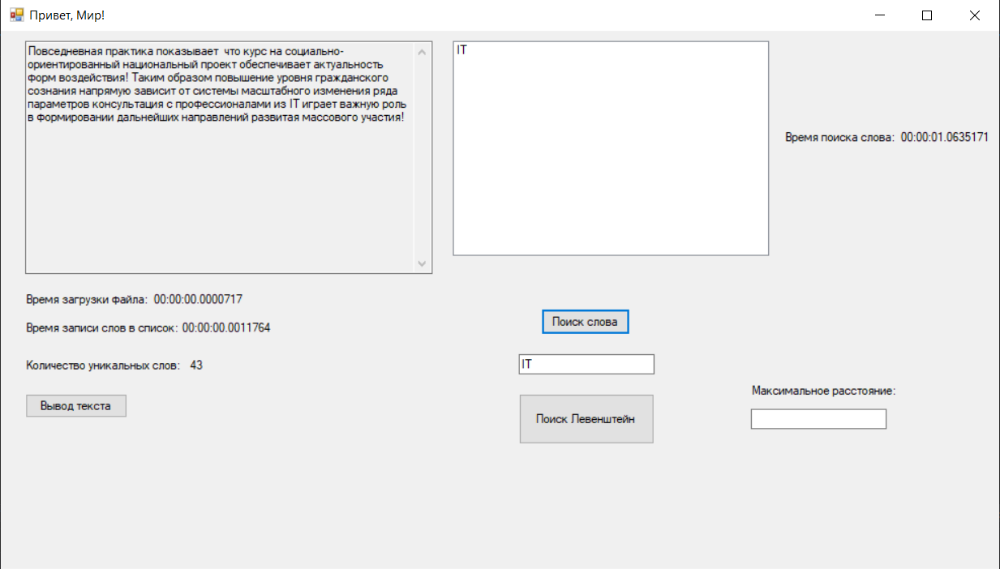 Привет, Мир!
Повседневная практика показывает  что курс на социально-
ориентированный национальный проект обеспечивает актуальность
форм воздействия! Таким образом повышение уровня гражданского
сознания напрямую зависит от системы масштабного изменения ряда
параметров консультация с профессионалами из IT играет важную роль
в формировании дальнейших направлений развитая массового участия!
IT
Время поиска слова:  00:00:01.0635171
Время загрузки файла:  00:00:00.0000717
Время записи слов в список: 00:00:00.0011764
Количество уникальных слов:   43
Вывод текста
Поиск слова
IT
Поиск Левенштейн
Максимальное расстояние: